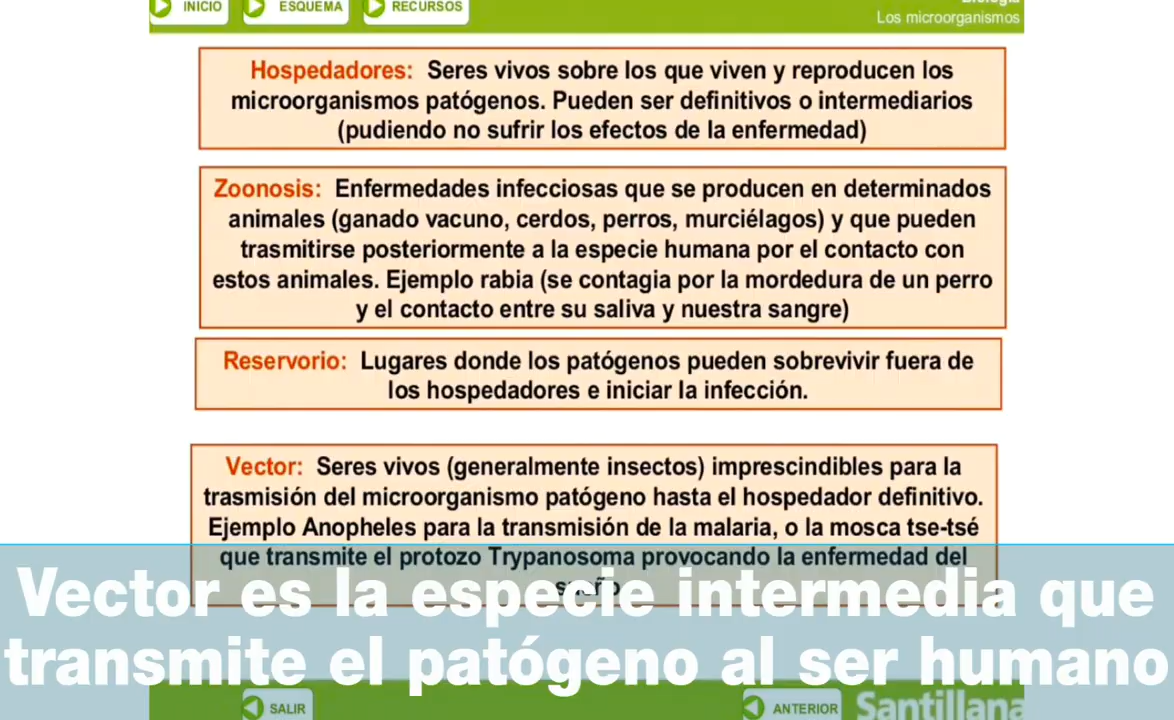 INICIO ESQUEMA RECURSOS
Biología
Los microorganismos
Hospedadores: Seres vivos sobre los que viven y reproducen los
microorganismos patógenos. Pueden ser definitivos o intermediarios
(pudiendo no sufrir los efectos de la enfermedad)
Zoonosis: Enfermedades infecciosas que se producen en determinados
animales (ganado vacuno, cerdos, perros, murciélagos) y que pueden
trasmitirse posteriormente a la especie humana por el contacto con
estos animales. Ejemplo rabia (se contagia por la mordedura de un perro
y el contacto entre su saliva y nuestra sangre)
Reservorio: Lugares donde los patógenos pueden sobrevivir fuera de
los hospedadores e iniciar la infección.
Vector: Seres vivos (generalmente insectos) imprescindibles para la
trasmisión del microorganismo patógeno hasta el hospedador definitivo.
Ejemplo Anopheles para la transmisión de la malaria, o la mosca tse-tsé
que transmite el protozo Trypanosoma provocando la enfermedad del
sueño
Vector es la especie intermedia que
transmite el patógeno al ser humano
SALIR ANTERIOR Santillana